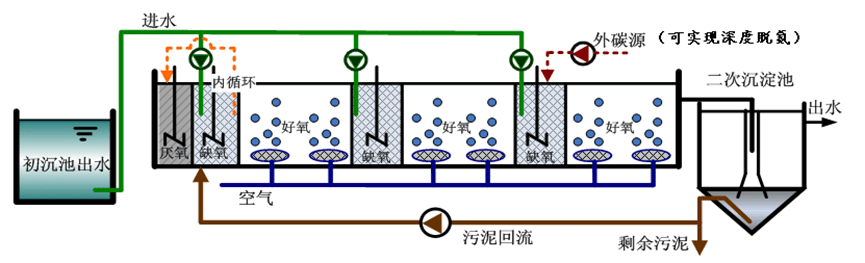 进水
外碳源
(可实现深度脱氮)
内循环
二次沉淀池
出水
初沉池出水
厌氧
缺氧
好氧
缺氧
好氧
缺氧
好氧
空气
污泥回流
剩余污泥